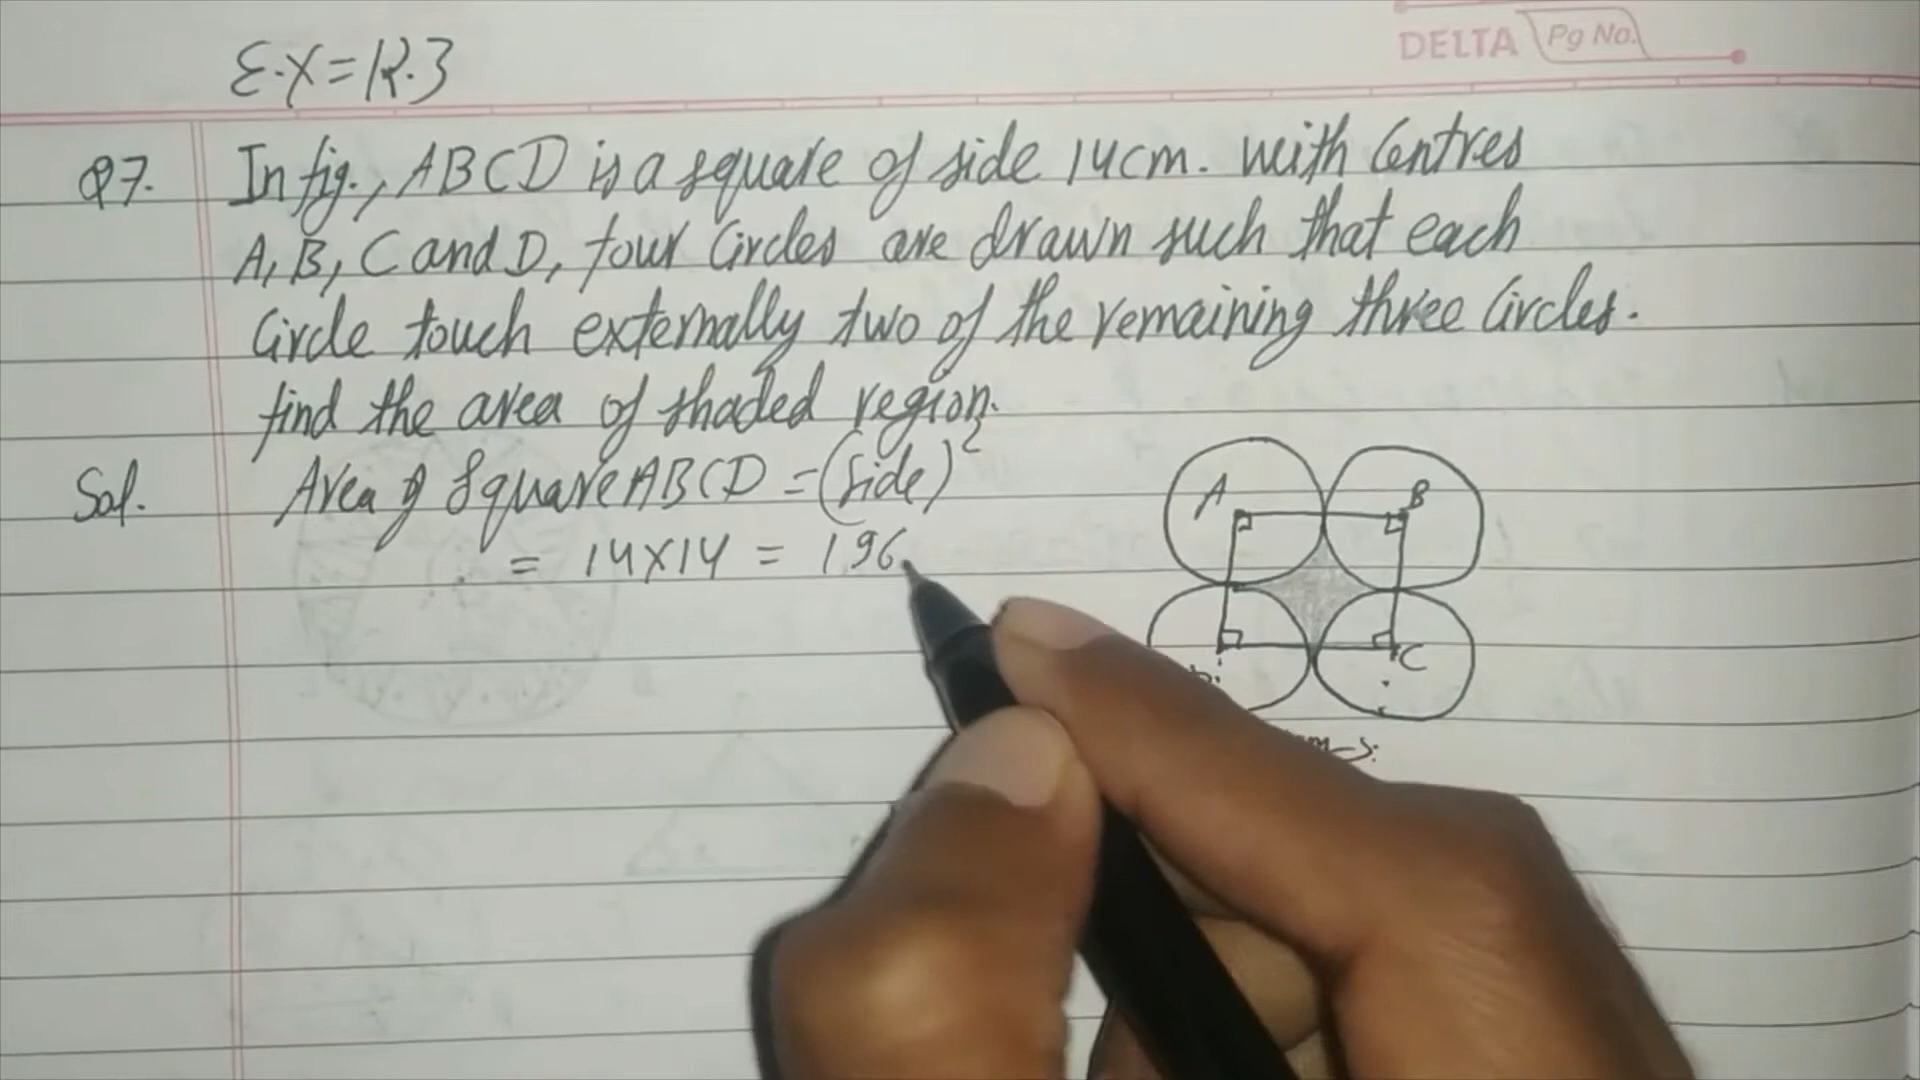 DELTA Pg No.
E.X=12.3
Q7. In fig., ABCD is a square of side 14cm. with Centres
A, B, C and D, four Circles are drawn such that each
Circle touch externally two of the remaining three Circles.
find the area of shaded region.
Sol. Area of Square ABCD = (Side)²
= 14×14 = 196
A B
C